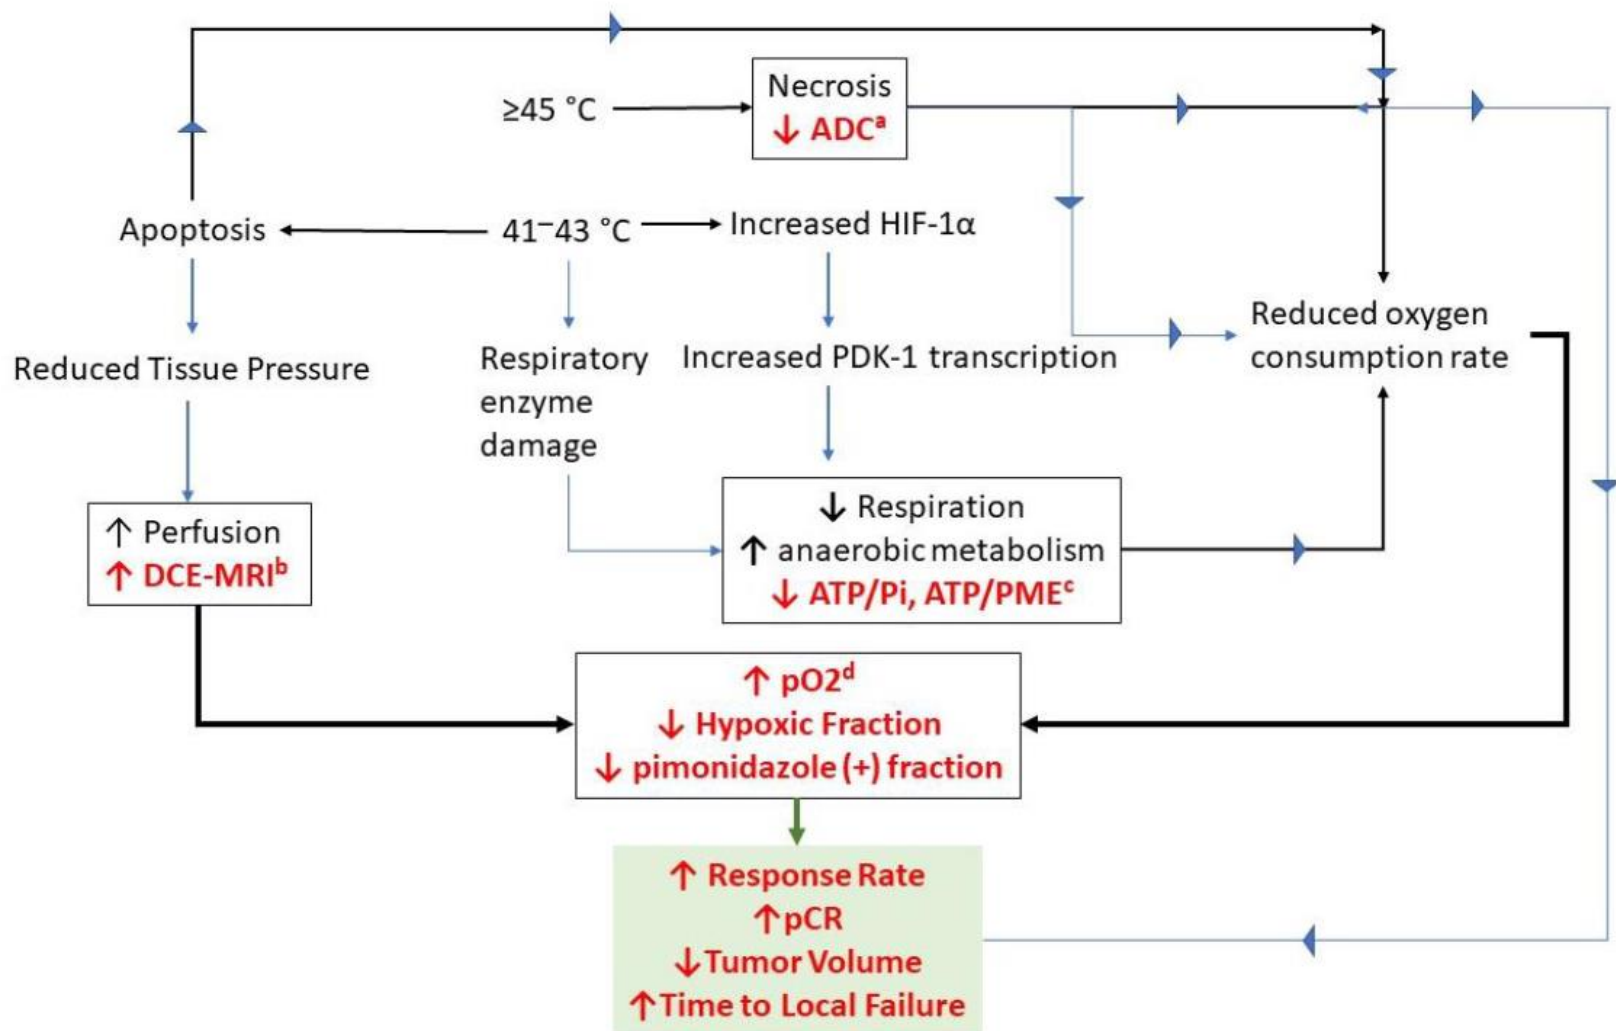 ≥45 °C
Necrosis
↓ ADCᵃ
Apoptosis
41–43 °C
Increased HIF-1α
Reduced Tissue Pressure
Respiratory
enzyme
damage
Increased PDK-1 transcription
Reduced oxygen
consumption rate
↑ Perfusion
↑ DCE-MRIᵇ
↓ Respiration
↑ anaerobic metabolism
↓ ATP/Pi, ATP/PMEᶜ
↑ pO2ᵈ
↓ Hypoxic Fraction
↓ pimonidazole (+) fraction
↑ Response Rate
↑pCR
↓Tumor Volume
↑Time to Local Failure